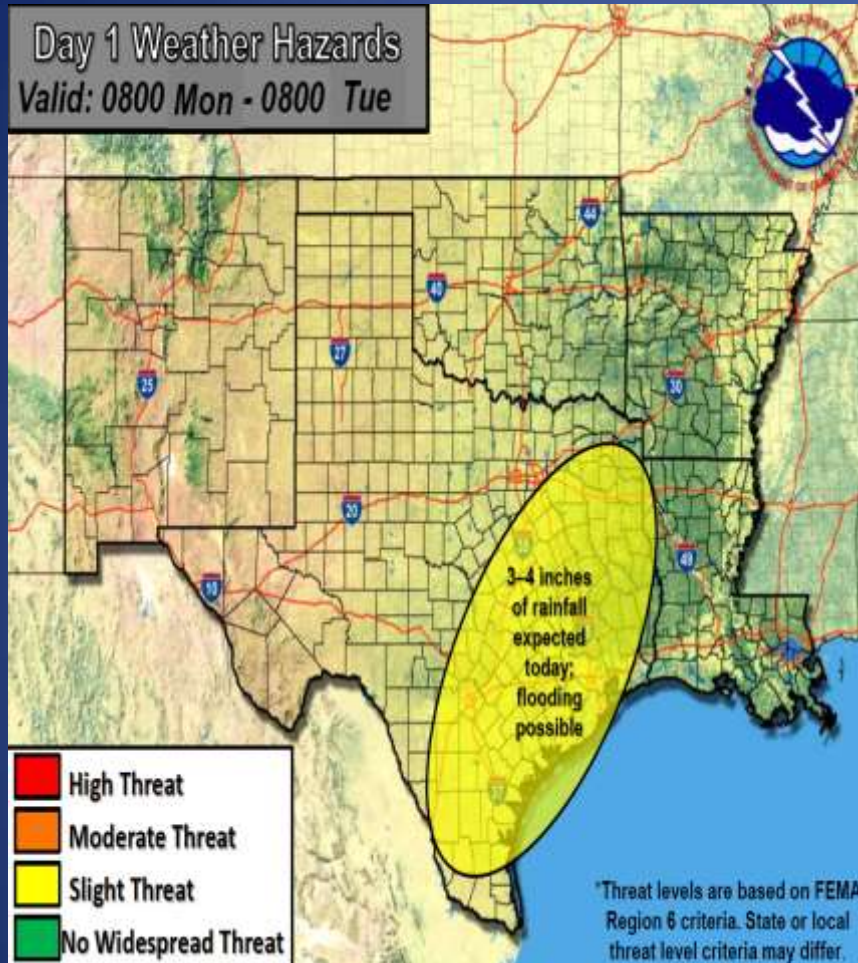 Day 1 Weather Hazards
Valid: 0800 Mon - 0800 Tue
44
40
27
25
30
20
10
49
3–4 inches
of rainfall
expected
today;
flooding
possible
37
High Threat
Moderate Threat
Slight Threat
No Widespread Threat
*Threat levels are based on FEMA
Region 6 criteria. State or local
threat level criteria may differ.